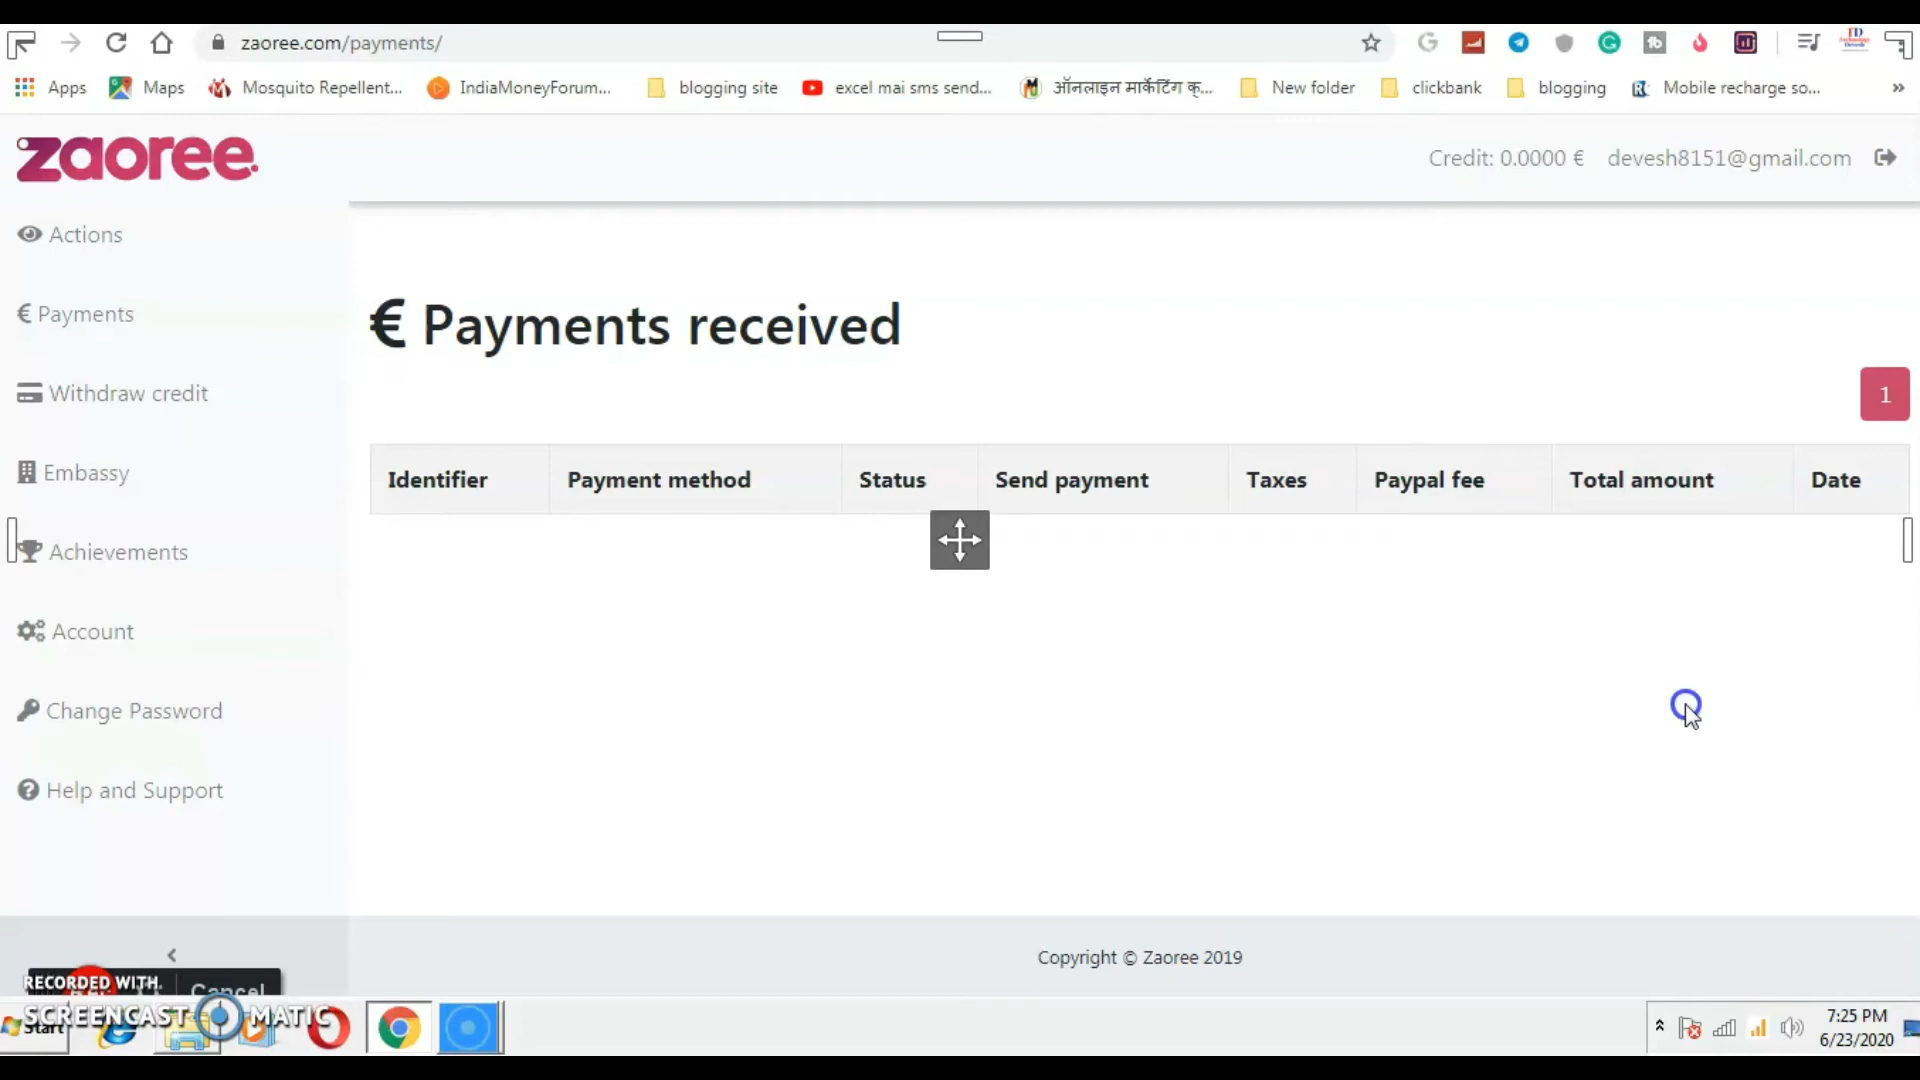 zaoree.com/payments/
Apps Maps Mosquito Repellent... IndiaMoneyForum... blogging site excel mai sms send... ऑनलाइन मार्केटिंग क्... New folder clickbank blogging Mobile recharge so... »
zaoree.
Credit: 0.0000 € devesh8151@gmail.com
Actions
€ Payments
Withdraw credit
Embassy
Achievements
Account
Change Password
Help and Support
€ Payments received
1
Identifier Payment method Status Send payment Taxes Paypal fee Total amount Date
Copyright © Zaoree 2019
Cancel
RECORDED WITH
SCREENCAST MATIC
Start
7:25 PM
6/23/2020